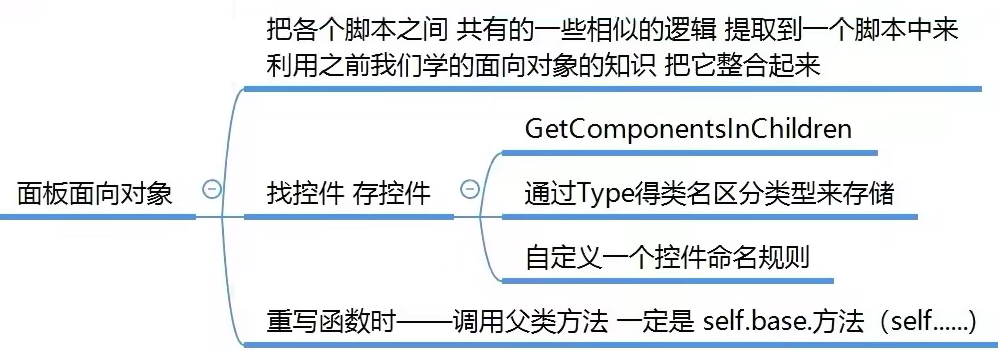 把各个脚本之间 共有的一些相似的逻辑 提取到一个脚本中来
利用之前我们学的面向对象的知识 把它整合起来
面板面向对象
找控件 存控件
GetComponentsInChildren
通过Type得类名区分类型来存储
自定义一个控件命名规则
重写函数时——调用父类方法 一定是 self.base.方法（self......）